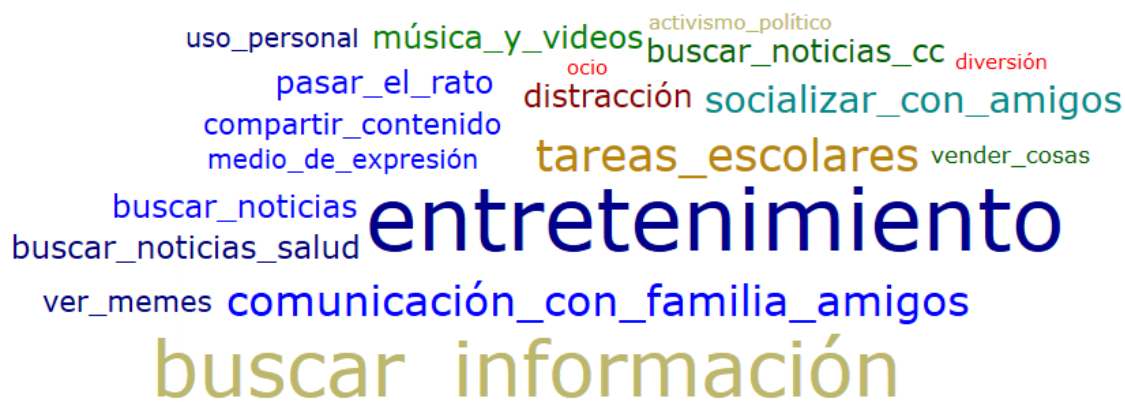 activismo_político
uso_personal música_y_videos buscar_noticias_cc diversión
ocio
pasar_el_rato distracción socializar_con_amigos
compartir_contenido
medio_de_expresión tareas_escolares vender_cosas
buscar_noticias entretenimiento
buscar_noticias_salud
ver_memes comunicación_con_familia_amigos
buscar información